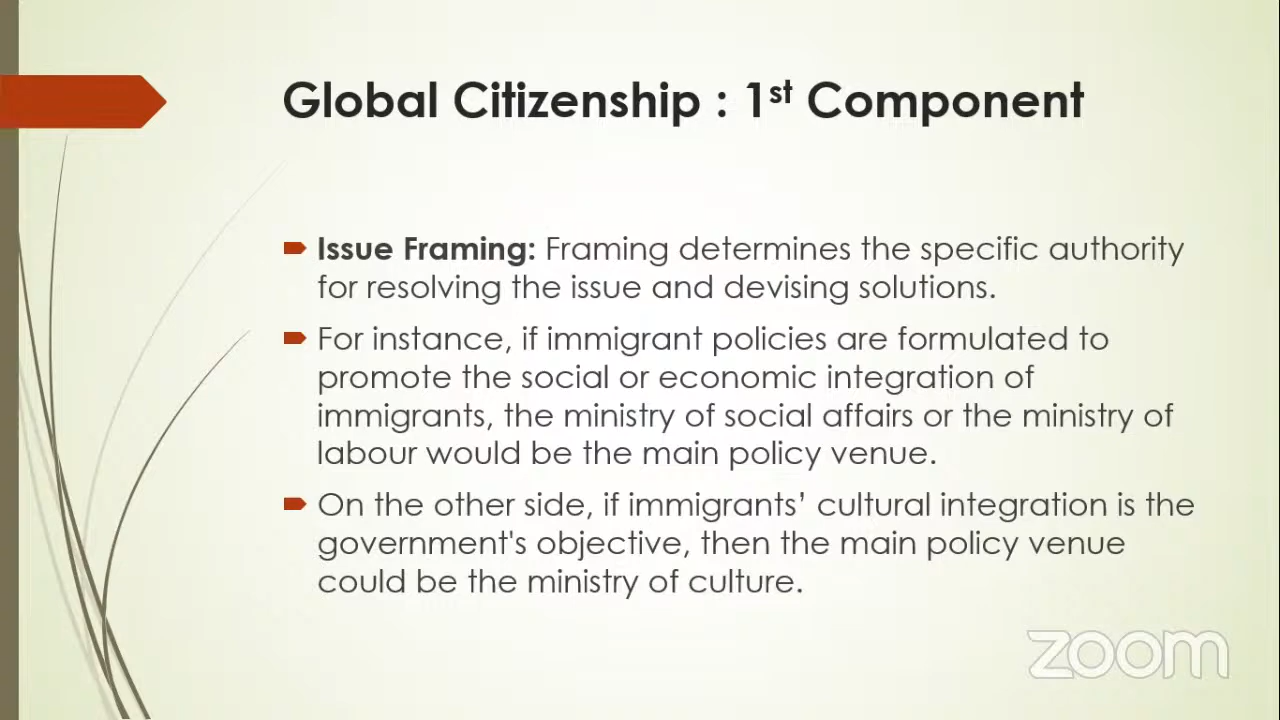 Global Citizenship : 1st Component
Issue Framing: Framing determines the specific authority
for resolving the issue and devising solutions.
For instance, if immigrant policies are formulated to
promote the social or economic integration of
immigrants, the ministry of social affairs or the ministry of
labour would be the main policy venue.
On the other side, if immigrants’ cultural integration is the
government's objective, then the main policy venue
could be the ministry of culture.
zoom